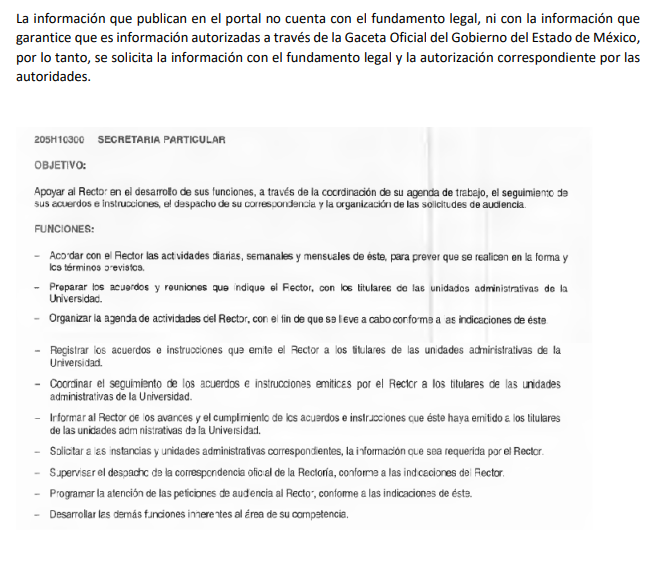 La información que publican en el portal no cuenta con el fundamento legal, ni con la información que
garantice que es información autorizadas a través de la Gaceta Oficial del Gobierno del Estado de México,
por lo tanto, se solicita la información con el fundamento legal y la autorización correspondiente por las
autoridades.
205H10300 SECRETARIA PARTICULAR
OBJETIVO:
Apoyar al Rector en el desarrollo de sus funciones, a través de la coordinación de su agenda de trabajo, el seguimiento de
sus acuerdos e instrucciones, el despacho de su correspondencia y la organización de las solicitudes de audiencia.
FUNCIONES:
– Acordar con el Rector las actividades diarias, semanales y mensuales de éste, para prever que se realicen en la forma y
los términos previstos.
– Preparar los acuerdos y reuniones que indique el Rector, con los titulares de las unidades administrativas de la
Universidad.
– Organizar la agenda de actividades del Rector, con el fin de que se lleve a cabo conforme a las indicaciones de éste.
– Registrar los acuerdos e instrucciones que emite el Rector a los titulares de las unidades administrativas de la
Universidad.
– Coordinar el seguimiento de los acuerdos e instrucciones emitidas por el Rector a los titulares de las unidades
administrativas de la Universidad.
– Informar al Rector de los avances y el cumplimiento de los acuerdos e instrucciones que éste haya emitido a los titulares
de las unidades administrativas de la Universidad.
– Solicitar a las instancias y unidades administrativas correspondientes, la información que sea requerida por el Rector.
– Supervisar el despacho de la correspondencia oficial de la Rectoría, conforme a las indicaciones del Rector.
– Programar la atención de las peticiones de audiencia al Rector, conforme a las indicaciones de éste.
– Desarrollar las demás funciones inherentes al área de su competencia.